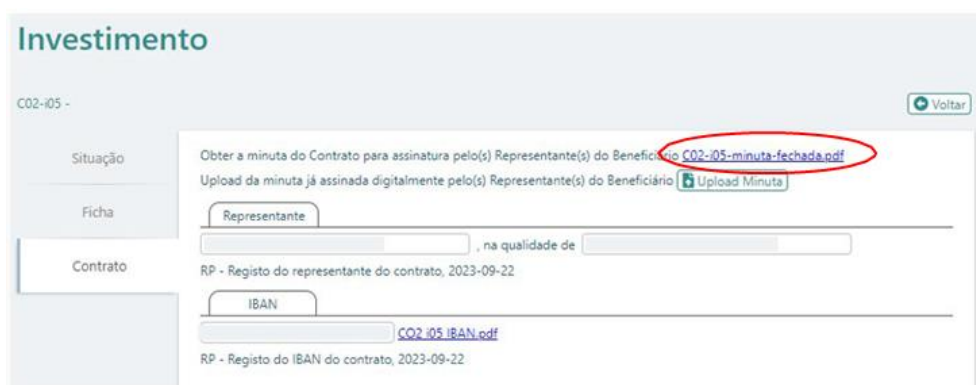 Investimento
C02-i05 -
Voltar
Situação
Obter a minuta do Contrato para assinatura pelo(s) Representante(s) do Beneficiário C02-i05-minuta-fechada.pdf
Upload da minuta já assinada digitalmente pelo(s) Representante(s) do Beneficiário Upload Minuta
Ficha
Representante
, na qualidade de
Contrato
RP - Registo do representante do contrato, 2023-09-22
IBAN
CO2 i05 IBAN.pdf
RP - Registo do IBAN do contrato, 2023-09-22